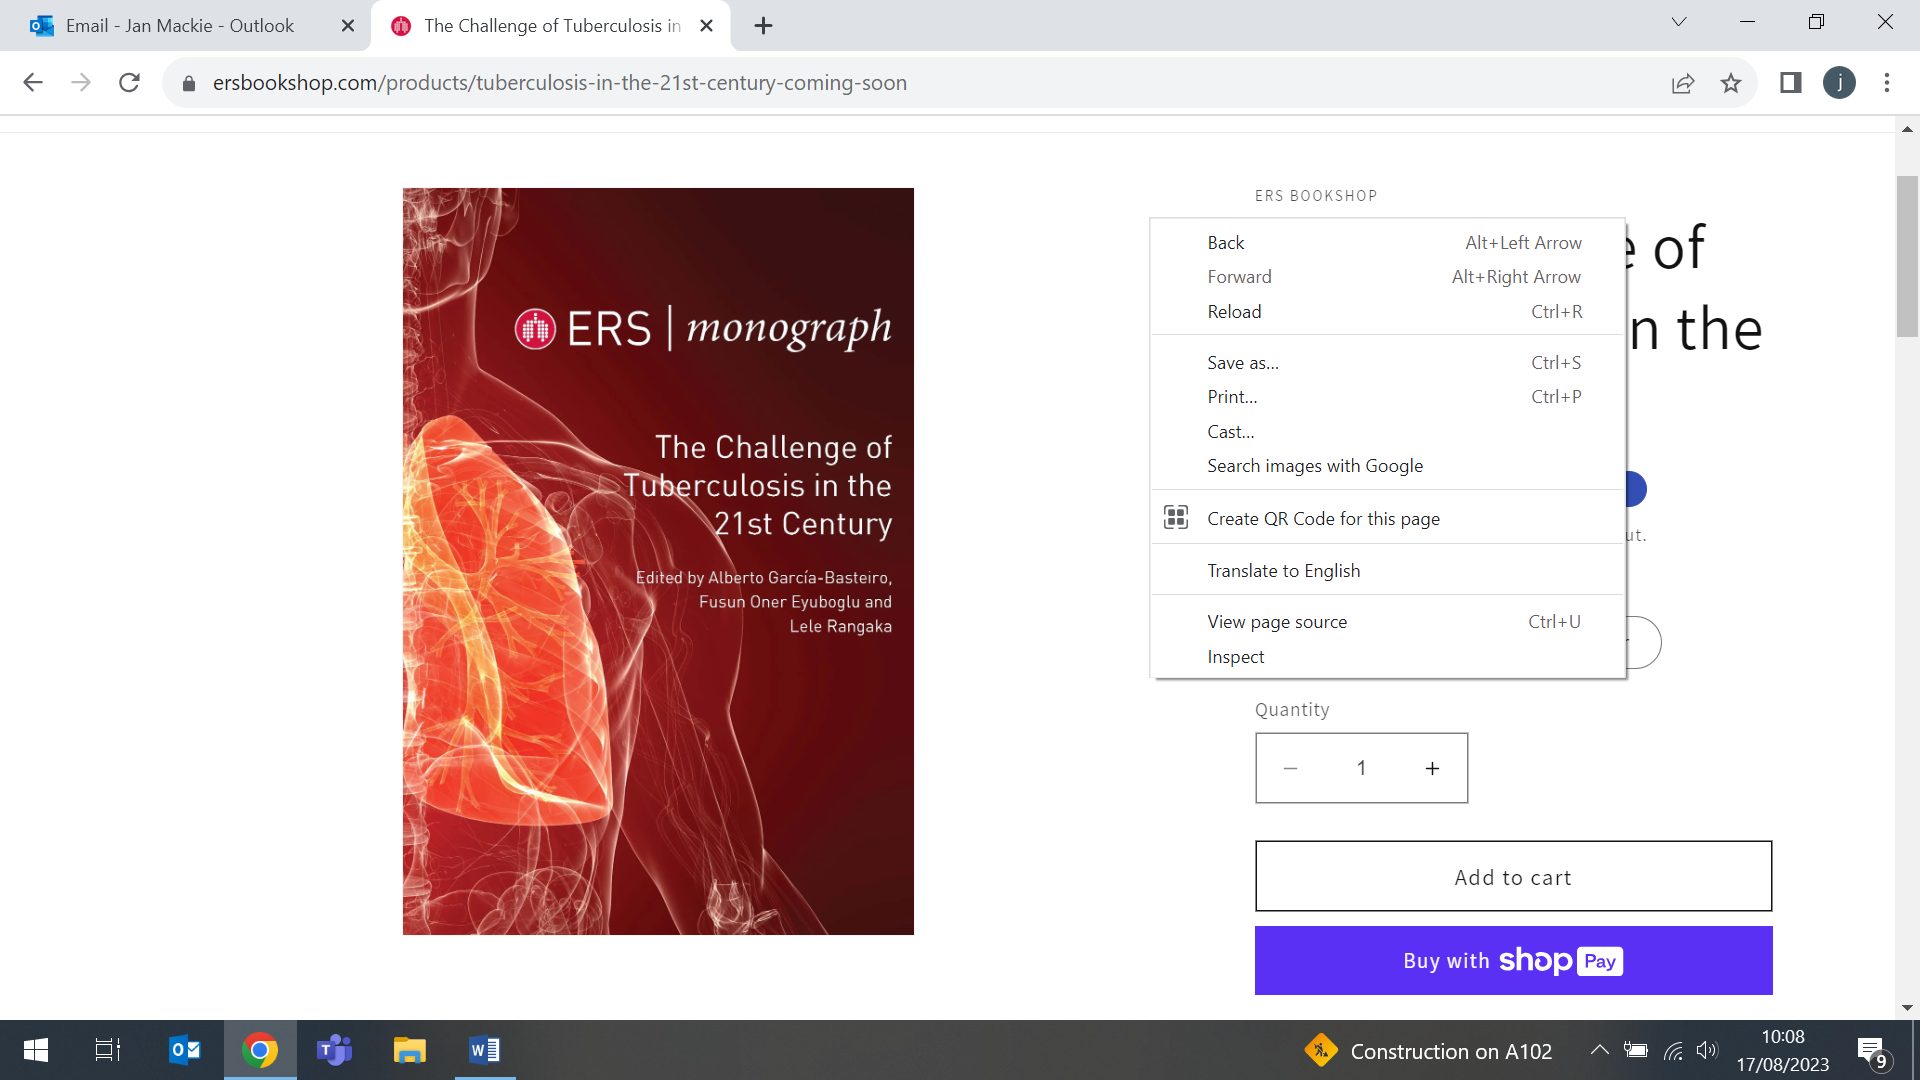 Email - Jan Mackie - Outlook
The Challenge of Tuberculosis in
ersbookshop.com/products/tuberculosis-in-the-21st-century-coming-soon
j
ERS | monograph
The Challenge of
Tuberculosis in the
21st Century
Edited by Alberto García-Basteiro,
Fusun Oner Eyuboglu and
Lele Rangaka
ERS BOOKSHOP
e of
n the
Back Alt+Left Arrow
Forward Alt+Right Arrow
Reload Ctrl+R
Save as... Ctrl+S
Print... Ctrl+P
Cast...
Search images with Google
Create QR Code for this page
ut.
Translate to English
View page source Ctrl+U
Inspect
Quantity
− 1 +
Add to cart
Buy with shop Pay
Construction on A102
10:08
17/08/2023
9